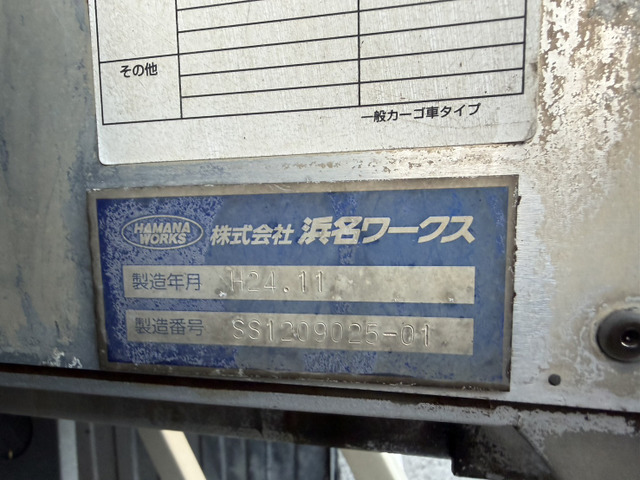 その他
一般カーゴ車タイプ
HAMANA WORKS 株式会社 浜名ワークス
製造年月 H24.11
製造番号 SS1209025-01